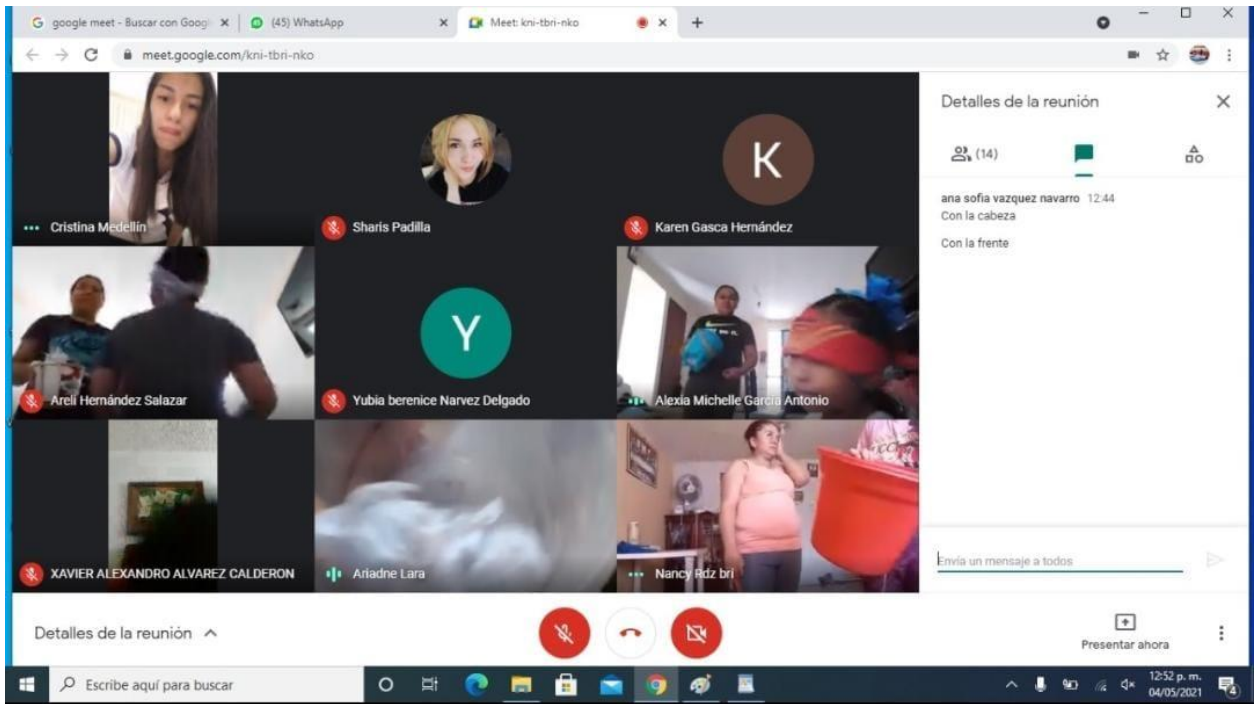 google meet - Buscar con Googl
(45) WhatsApp
Meet: kni-tbri-nko
meet.google.com/kni-tbri-nko
Cristina Medellín
Sharis Padilla
K
Karen Gasca Hernández
Areli Hernández Salazar
Y
Yubia berenice Narvez Delgado
Alexia Michelle García Antonio
XAVIER ALEXANDRO ALVAREZ CALDERON
Ariadne Lara
Nancy Rdz bri
Detalles de la reunión
(14)
ana sofia vazquez navarro 12:44
Con la cabeza
Con la frente
Envía un mensaje a todos
Detalles de la reunión
Presentar ahora
Escribe aquí para buscar
12:52 p. m.
04/05/2021
4